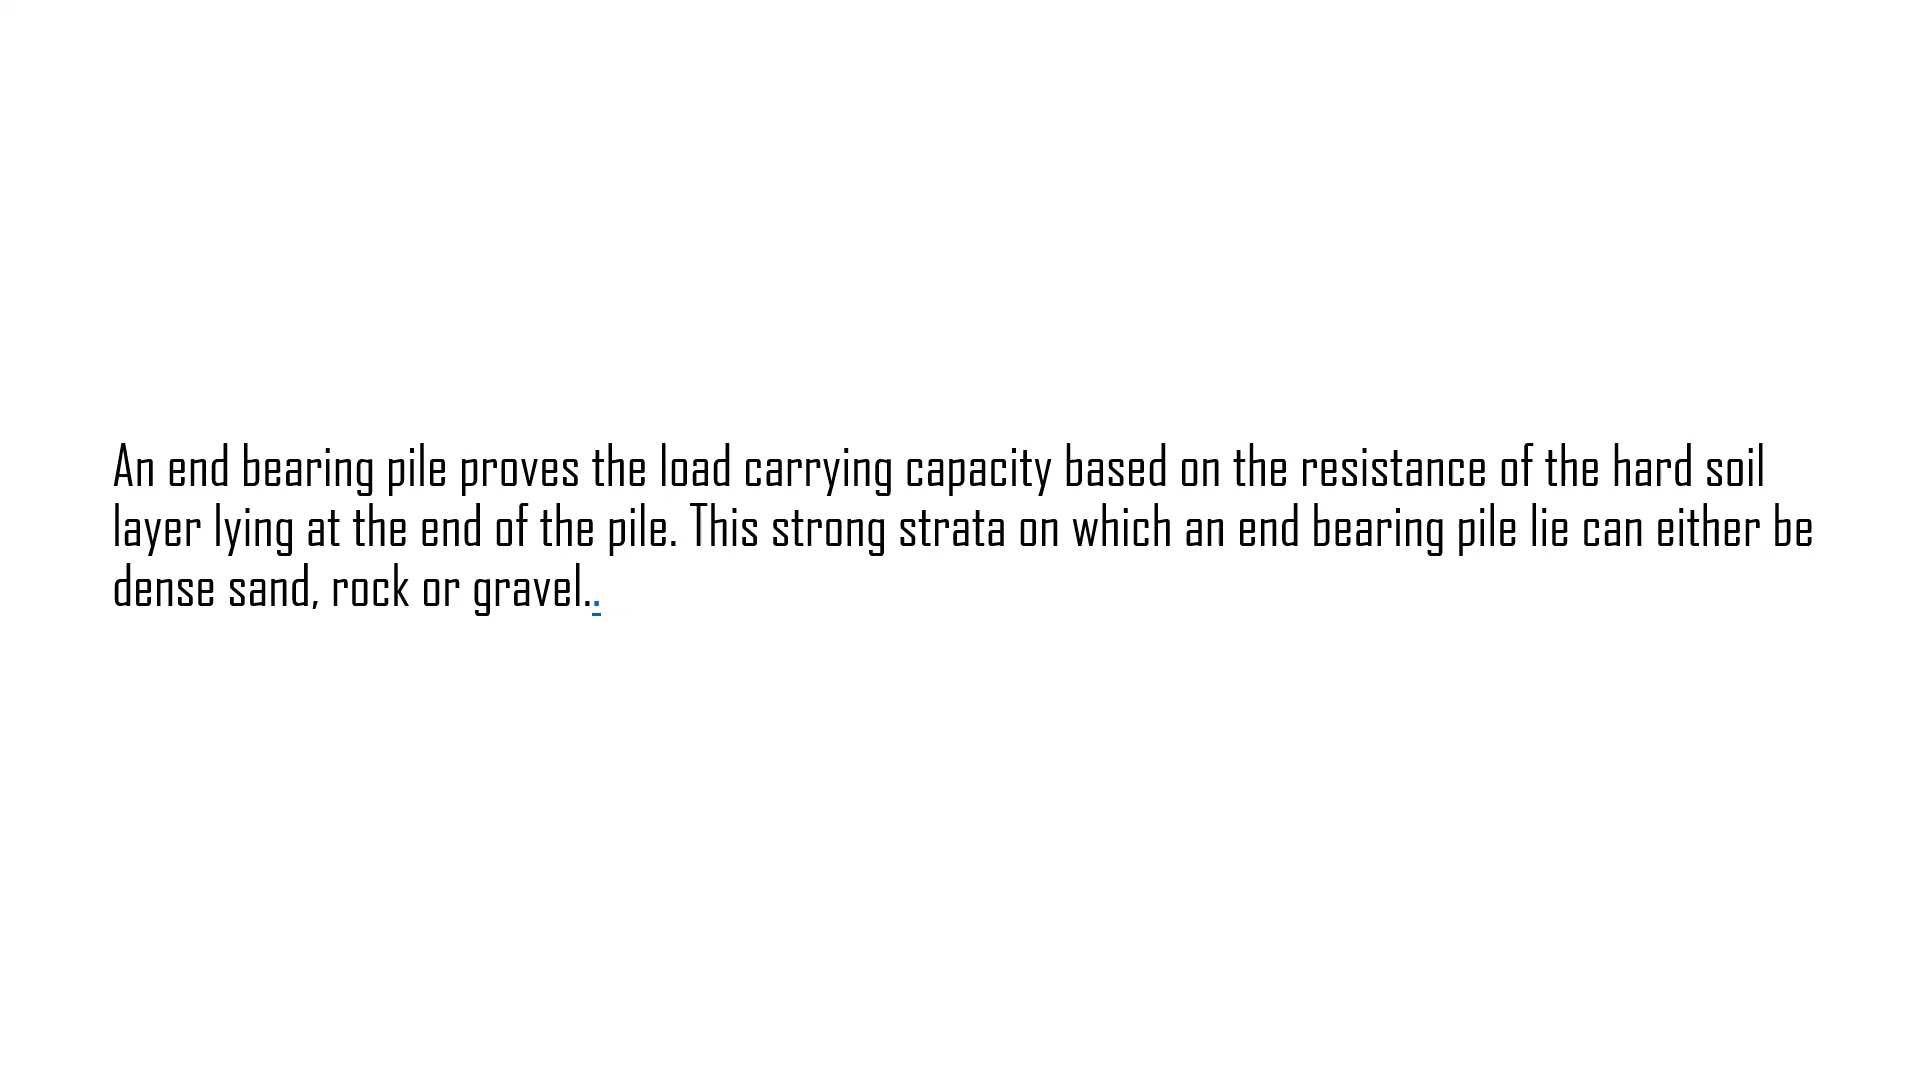 An end bearing pile proves the load carrying capacity based on the resistance of the hard soil
layer lying at the end of the pile. This strong strata on which an end bearing pile lie can either be
dense sand, rock or gravel..